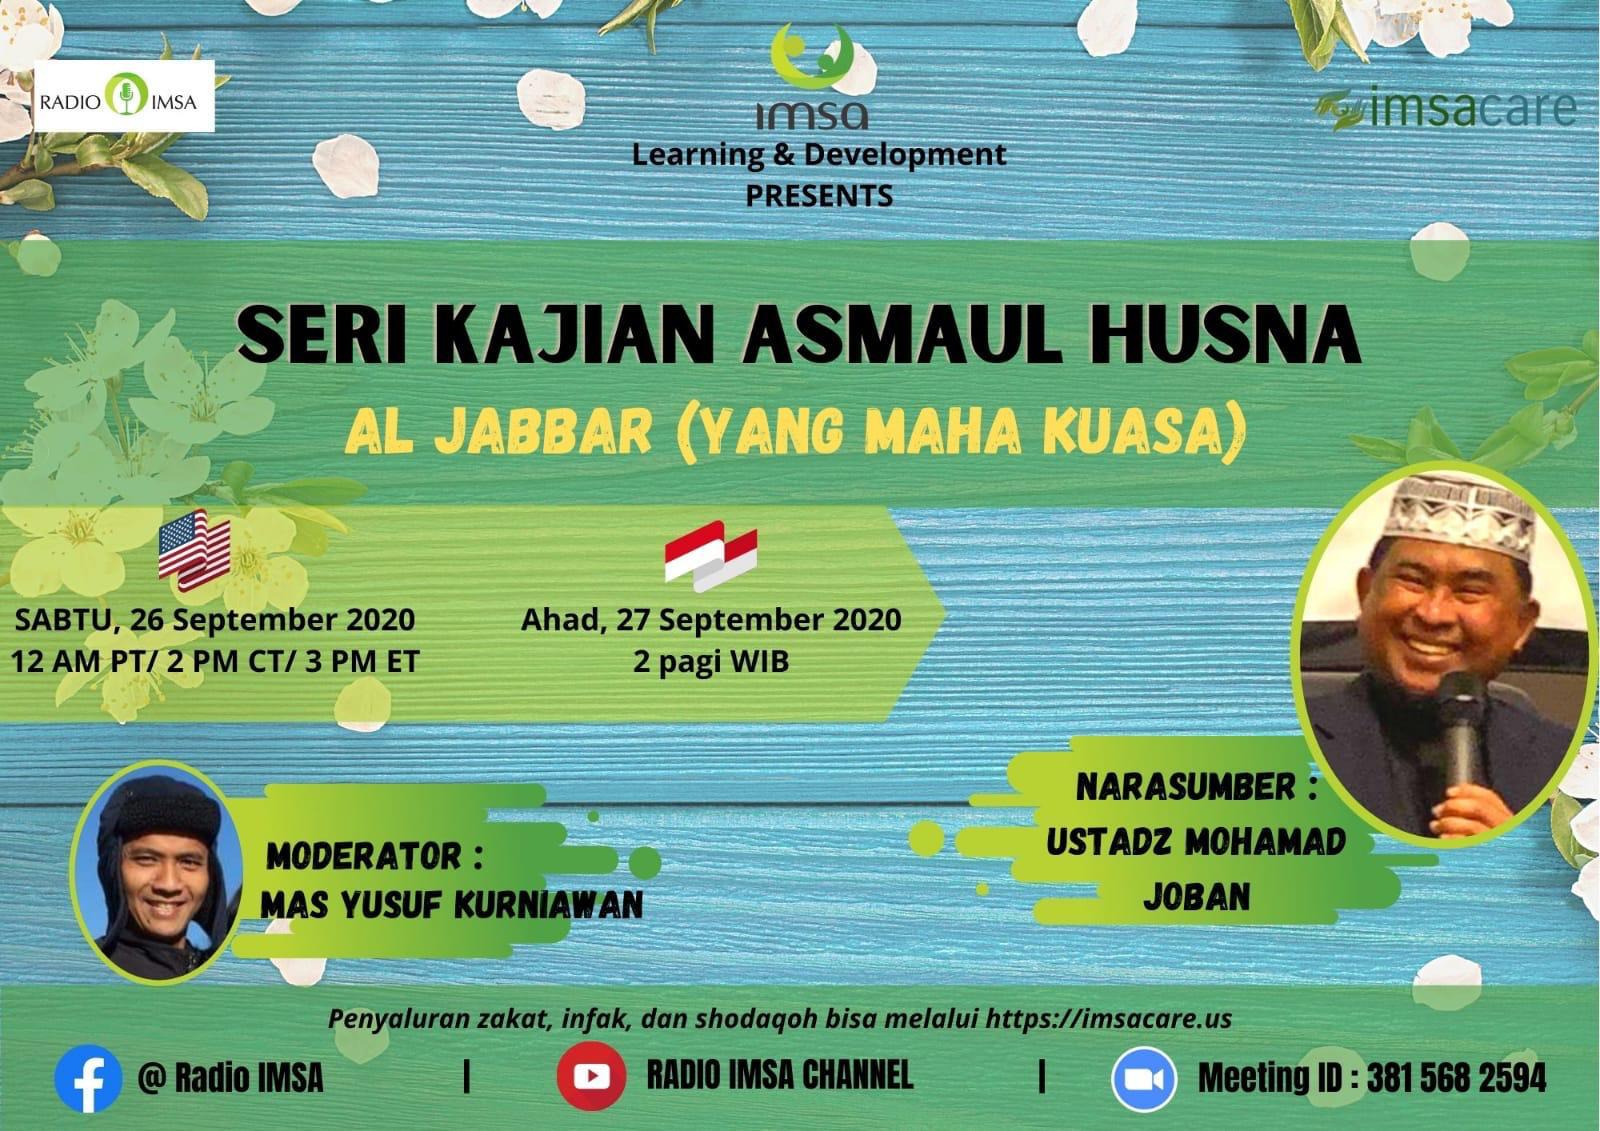 RADIO IMSA
imsa
imsacare
Learning & Development
PRESENTS
SERI KAJIAN ASMAUL HUSNA
AL JABBAR (YANG MAHA KUASA)
SABTU, 26 September 2020
12 AM PT/ 2 PM CT/ 3 PM ET
Ahad, 27 September 2020
2 pagi WIB
MODERATOR :
MAS YUSUF KURNIAWAN
NARASUMBER :
USTADZ MOHAMAD
JOBAN
Penyaluran zakat, infak, dan shodaqoh bisa melalui https://imsacare.us
@ Radio IMSA | RADIO IMSA CHANNEL | Meeting ID : 381 568 2594